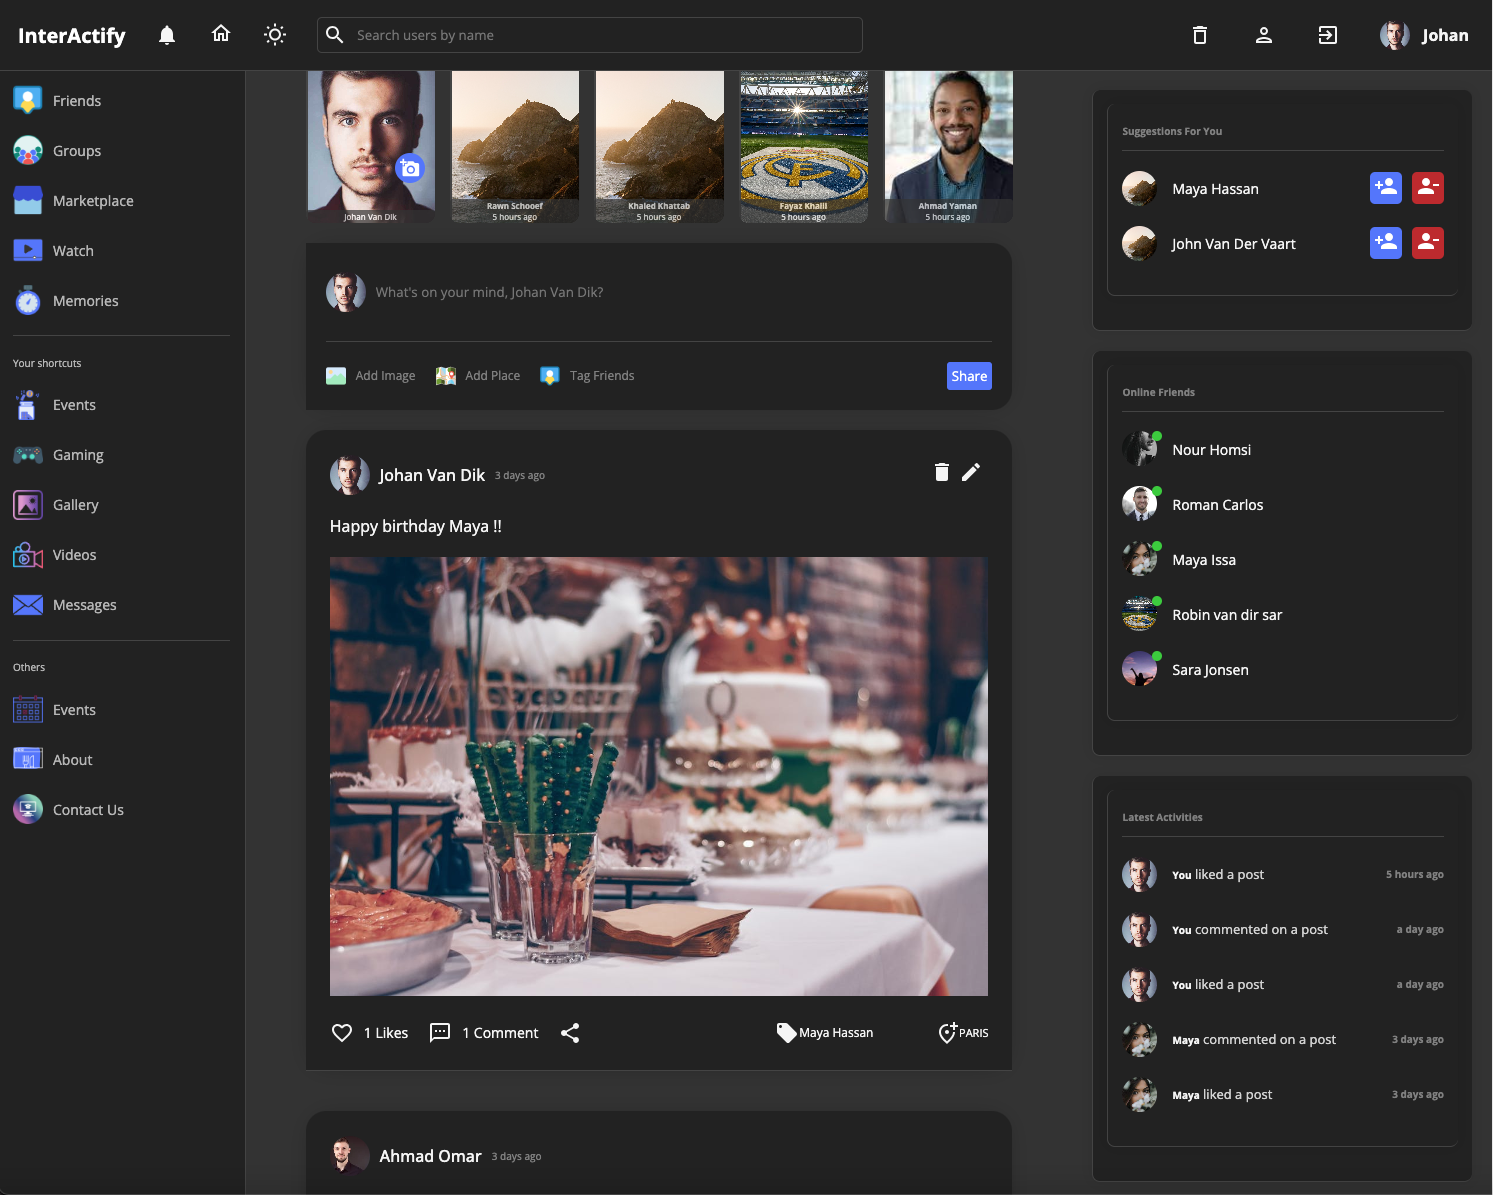 InterActify
Search users by name
Johan
Friends
Groups
Marketplace
Watch
Memories
Your shortcuts
Events
Gaming
Gallery
Videos
Messages
Others
Events
About
Contact Us
Johan Van Dik
Rawn Schooef
5 hours ago
Khaled Khattab
5 hours ago
Fayaz Khalil
5 hours ago
Ahmad Yaman
5 hours ago
What's on your mind, Johan Van Dik?
Add Image
Add Place
Tag Friends
Share
Johan Van Dik 3 days ago
Happy birthday Maya !!
1 Likes
1 Comment
Maya Hassan
PARIS
Ahmad Omar 3 days ago
Suggestions For You
Maya Hassan
John Van Der Vaart
Online Friends
Nour Homsi
Roman Carlos
Maya Issa
Robin van dir sar
Sara Jonsen
Latest Activities
You liked a post 5 hours ago
You commented on a post a day ago
You liked a post a day ago
Maya commented on a post 3 days ago
Maya liked a post 3 days ago